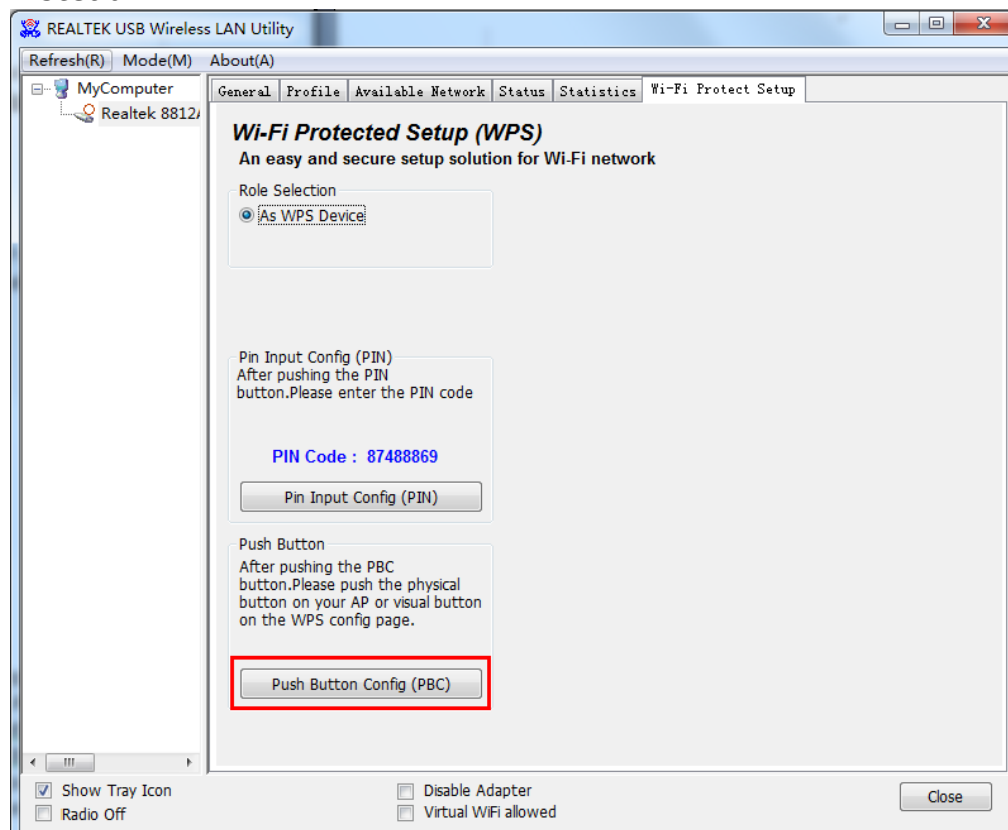 REALTEK USB Wireless LAN Utility
Refresh(R) Mode(M) About(A)
MyComputer
Realtek 8812A
General Profile Available Network Status Statistics Wi-Fi Protect Setup
Wi-Fi Protected Setup (WPS)
An easy and secure setup solution for Wi-Fi network
Role Selection
As WPS Device
Pin Input Config (PIN)
After pushing the PIN
button.Please enter the PIN code
PIN Code : 87488869
Pin Input Config (PIN)
Push Button
After pushing the PBC
button.Please push the physical
button on your AP or visual button
on the WPS config page.
Push Button Config (PBC)
Show Tray Icon
Radio Off
Disable Adapter
Virtual WiFi allowed
Close